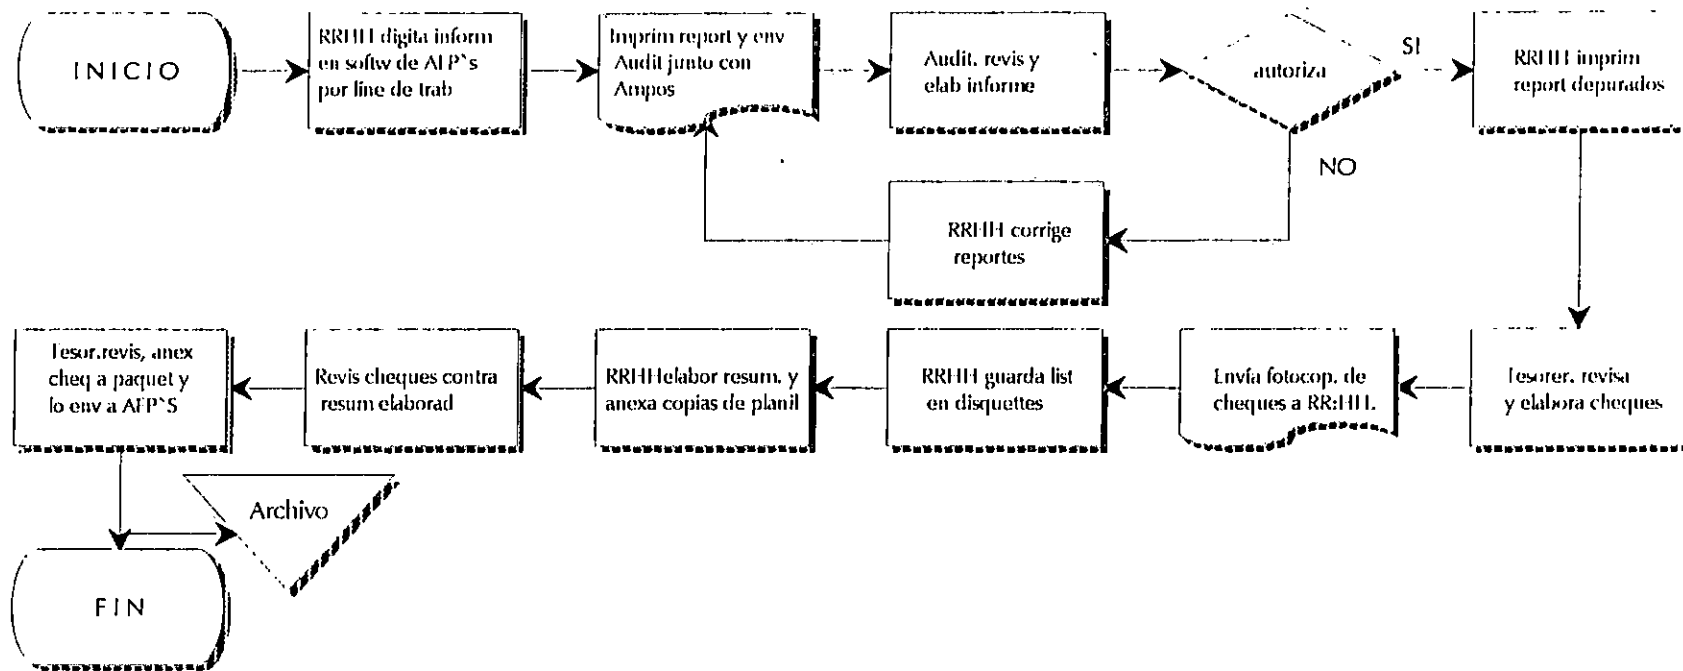 INICIO
RRHH digita inform
en softw de AFP`s
por line de trab
Imprim report y env
Audit junto con
Ampos
Audit. revis y
elab informe
autoriza
SI
RRHH imprim
report depurados
NO
RRHH corrige
reportes
Tesor.revis, anex
cheq a paquet y
lo env a AFP`S
Revis cheques contra
resum elaborad
RRHH elabor resum. y
anexa copias de planil
RRHH guarda list
en disquettes
Envía fotocop. de
cheques a RR:HH.
Tesorer. revisa
y elabora cheques
Archivo
FIN